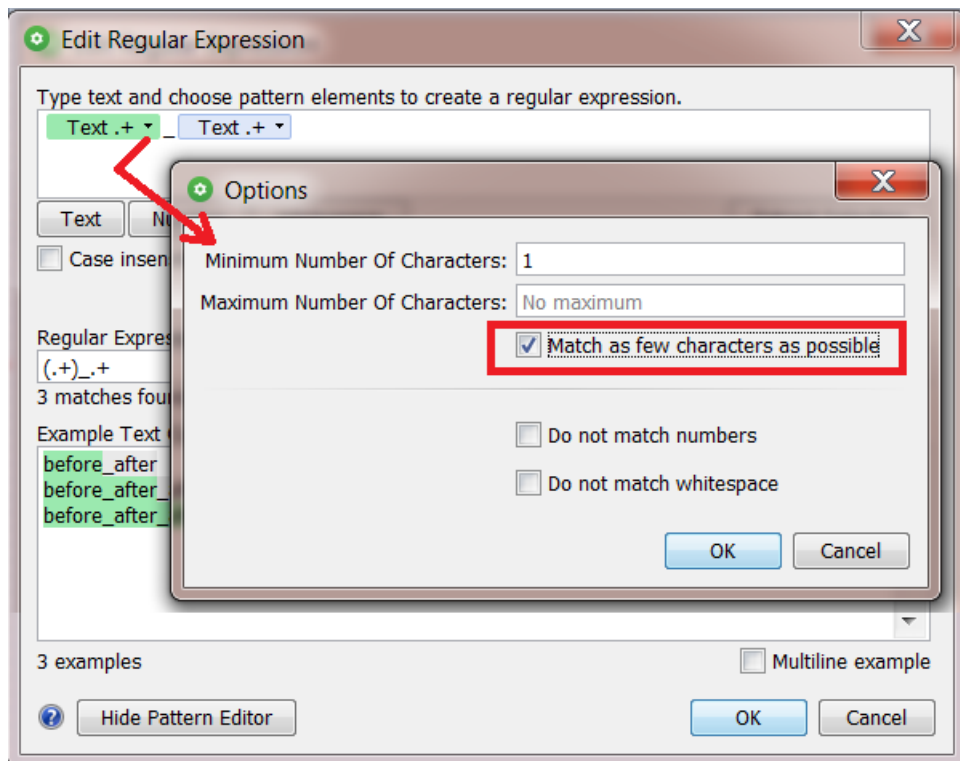 Edit Regular Expression
Type text and choose pattern elements to create a regular expression.
Text .+ _ Text .+
Options
Text
Minimum Number Of Characters: 1
Case insen
Maximum Number Of Characters: No maximum
Regular Expres
Match as few characters as possible
(.+)_.+
3 matches fou
Example Text
Do not match numbers
before_after
before_after_
Do not match whitespace
before_after_
OK Cancel
3 examples Multiline example
Hide Pattern Editor OK Cancel